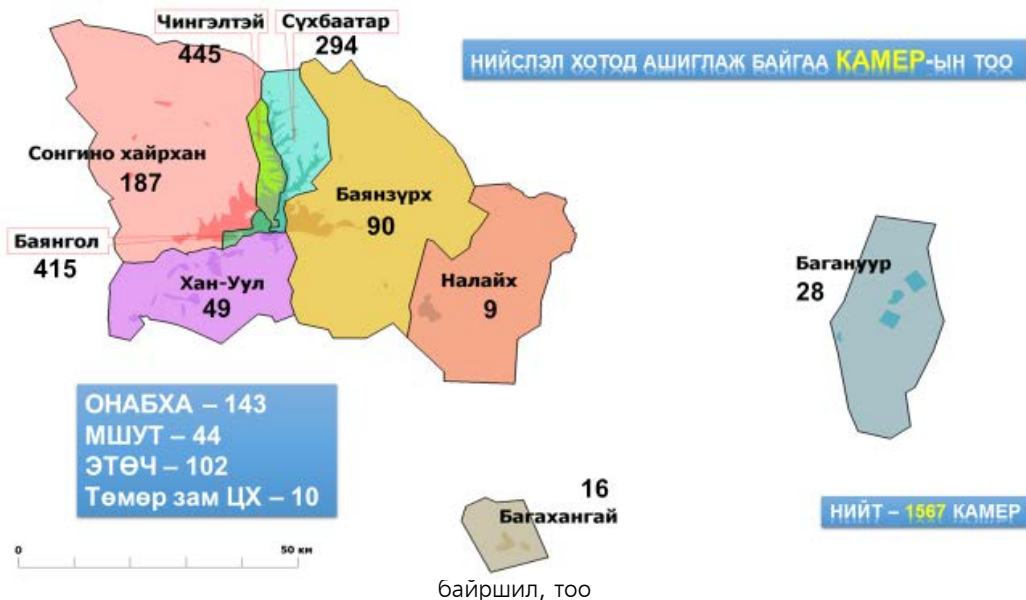 Чингэлтэй
445
Сүхбаатар
294
НИЙСЛЭЛ ХОТОД АШИГЛАЖ БАЙГАА КАМЕР-ЫН ТОО
Сонгино хайрхан
187
Баянзүрх
90
Баянгол
415
Хан-Уул
49
Налайх
9
Багануур
28
ОНАБХА – 143
МШУТ – 44
ЭТӨЧ – 102
Төмөр зам ЦХ – 10
16
Багахангай
НИЙТ – 1567 КАМЕР
0 50 км
байршил, тоо